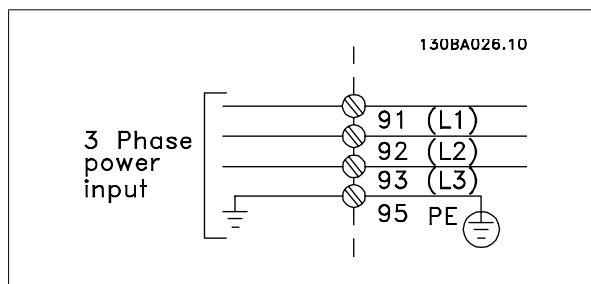 130BA026.10
3 Phase
power
input
91 (L1)
92 (L2)
93 (L3)
95 PE